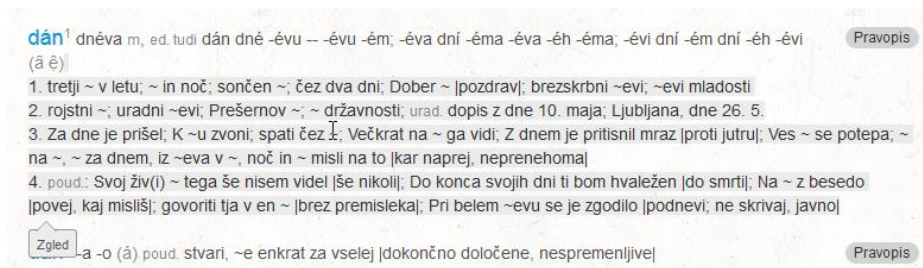 dán¹ dnéva m, ed. tudi dán dné -évu -- -évu -ém; -éva dní -éma -éva -éh -éma; -évi dní -ém dní -éh -évi Pravopis
(ȃ ȇ)
1. tretji ~ v letu; ~ in noč; sončen ~; čez dva dni; Dober ~ |pozdrav|; brezskrbni ~evi; ~evi mladosti
2. rojstni ~; uradni ~evi; Prešernov ~; ~ državnosti; urad. dopis z dne 10. maja; Ljubljana, dne 26. 5.
3. Za dne je prišel; K ~u zvoni; spati čez ; Večkrat na ~ ga vidi; Z dnem je pritisnil mraz |proti jutru|; Ves ~ se potepa; ~
na ~, ~ za dnem, iz ~eva v ~, noč in ~ misli na to |kar naprej, neprenehoma|
4. poud.: Svoj živ(i) ~ tega še nisem videl |še nikoli|; Do konca svojih dni ti bom hvaležen |do smrti|; Na ~ z besedo
|povej, kaj misliš|; govoriti tja v en ~ |brez premisleka|; Pri belem ~evu se je zgodilo |podnevi; ne skrivaj, javno|
Zgled
-a -o (á) poud. stvari, ~e enkrat za vselej |dokončno določene, nespremenljive| Pravopis